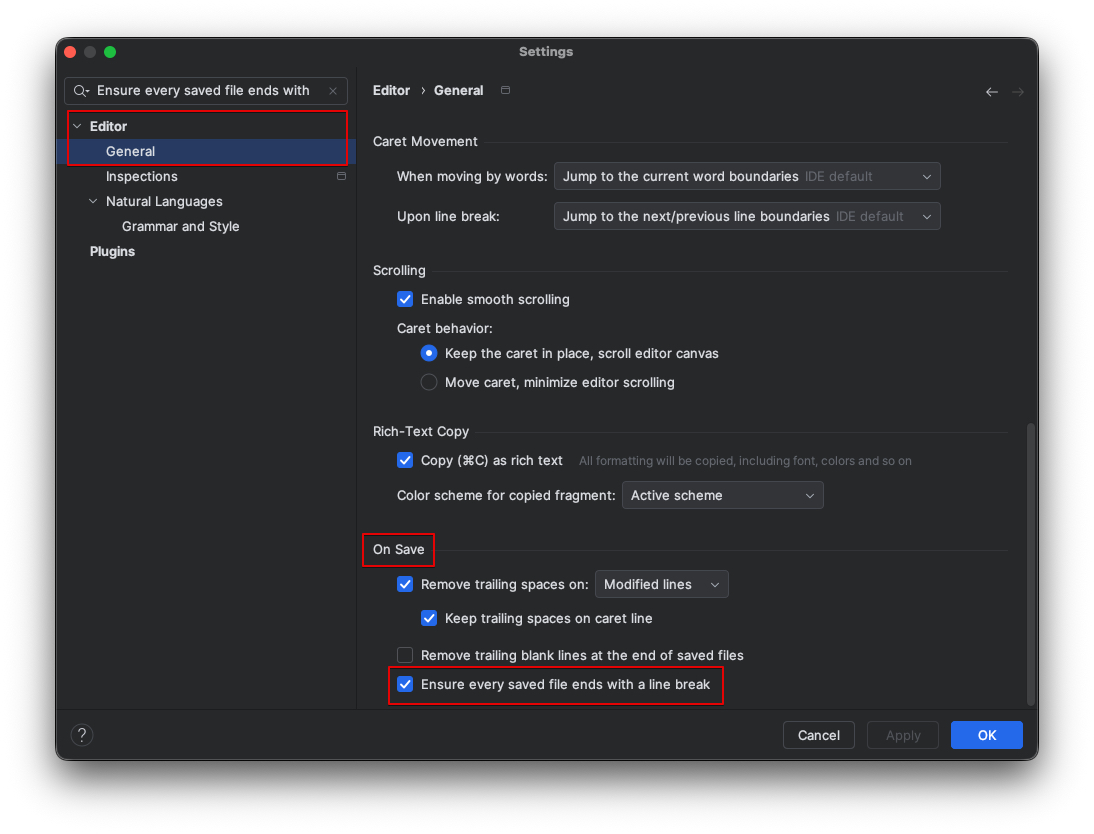 Settings
Ensure every saved file ends with
Editor
General
Inspections
Natural Languages
Grammar and Style
Plugins
Editor › General
Caret Movement
When moving by words: Jump to the current word boundaries IDE default
Upon line break: Jump to the next/previous line boundaries IDE default
Scrolling
Enable smooth scrolling
Caret behavior:
Keep the caret in place, scroll editor canvas
Move caret, minimize editor scrolling
Rich-Text Copy
Copy (⌘C) as rich text All formatting will be copied, including font, colors and so on
Color scheme for copied fragment: Active scheme
On Save
Remove trailing spaces on: Modified lines
Keep trailing spaces on caret line
Remove trailing blank lines at the end of saved files
Ensure every saved file ends with a line break
? Cancel Apply OK